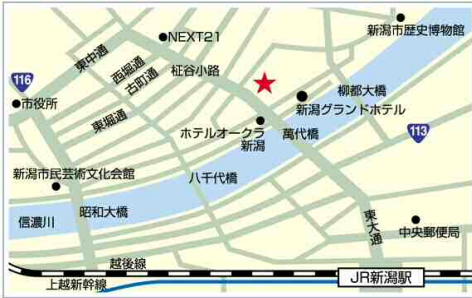 NEXT21
新潟市歴史博物館
東中通
西堀通
古町通
柾谷小路
116
市役所
東堀通
柳都大橋
新潟グランドホテル
ホテルオークラ
新潟
萬代橋
113
新潟市民芸術文化会館
八千代橋
昭和大橋
信濃川
東大通
中央郵便局
越後線
上越新幹線
JR新潟駅